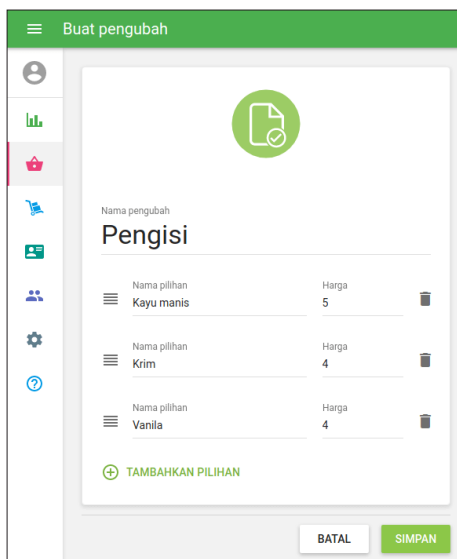 Buat pengubah
Nama pengubah
Pengisi
Nama pilihan Harga
Kayu manis 5
Nama pilihan Harga
Krim 4
Nama pilihan Harga
Vanila 4
TAMBAHKAN PILIHAN
BATAL SIMPAN